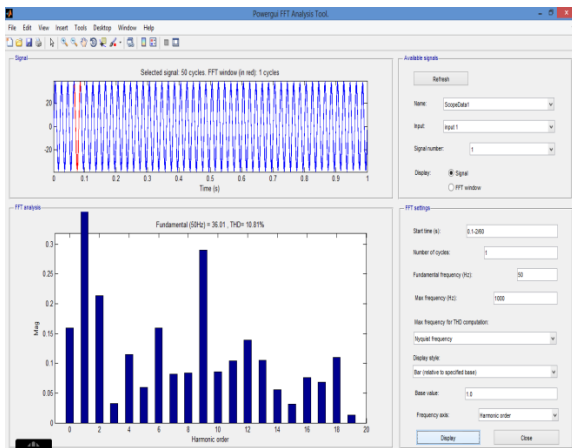 Powergui FFT Analysis Tool.
File Edit View Insert Tools Desktop Window Help
Signal
Selected signal: 50 cycles. FFT window (in red): 1 cycles
20
0
-20
0 0.1 0.2 0.3 0.4 0.5 0.6 0.7 0.8 0.9 1
Time (s)
FFT analysis
Fundamental (50Hz) = 36.01 , THD= 10.81%
0.3
0.25
0.2
0.15
0.1
0.05
0
Mag
0 2 4 6 8 10 12 14 16 18 20
Harmonic order
Available signals
Refresh
Name: ScopeData1
Input: input 1
Signal number: 1
Display: Signal
FFT window
FFT settings
Start time (s): 0.1-2/60
Number of cycles: 1
Fundamental frequency (Hz): 50
Max frequency (Hz): 1000
Max frequency for THD computation:
Nyquist frequency
Display style:
Bar (relative to specified base)
Base value: 1.0
Frequency axis: Harmonic order
Display Close